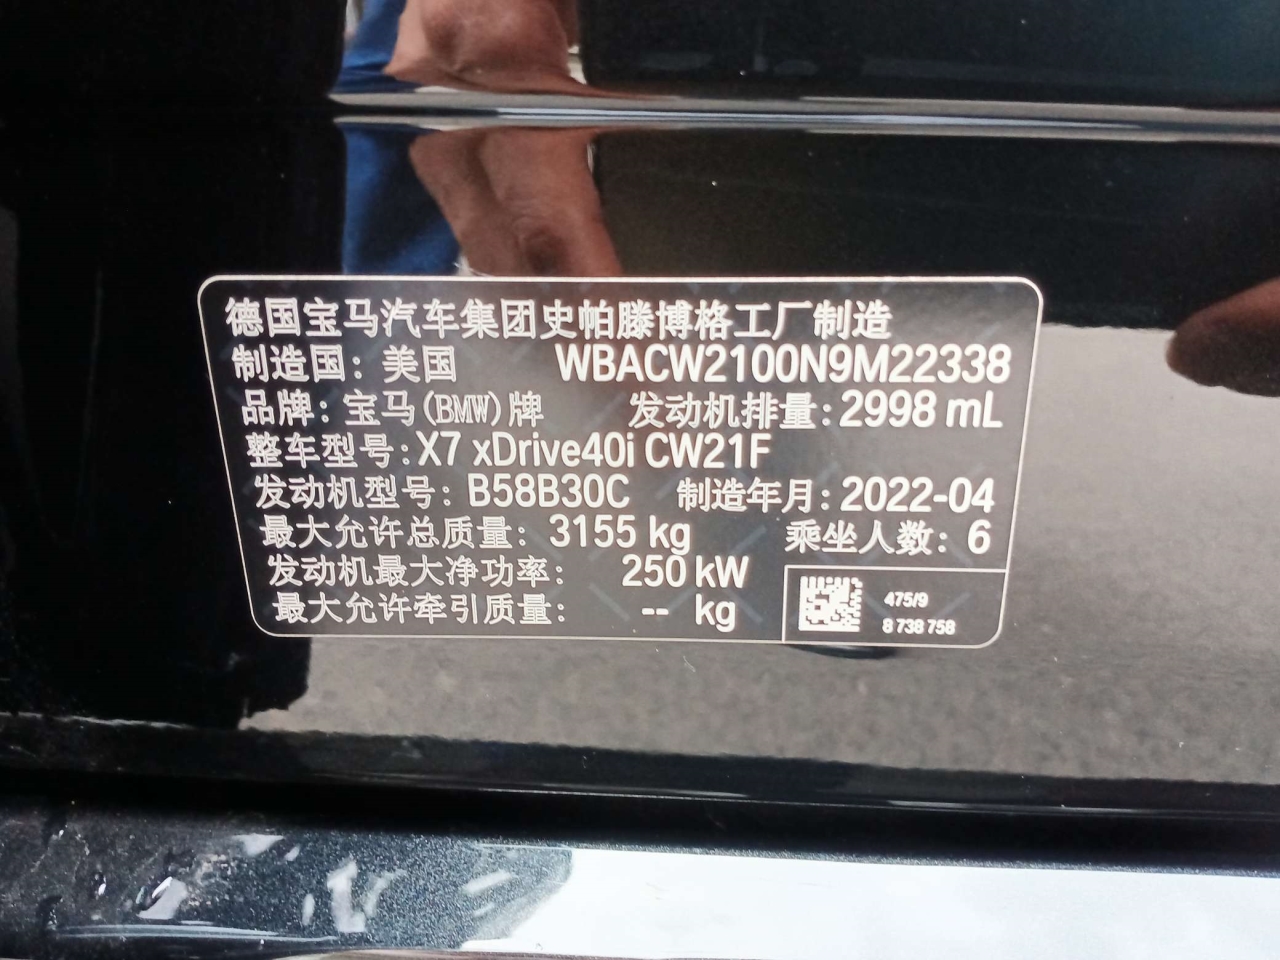 德国宝马汽车集团史帕滕博格工厂制造
制造国：美国 WBACW2100N9M22338
品牌：宝马(BMW)牌 发动机排量：2998 mL
整车型号：X7 xDrive40i CW21F
发动机型号：B58B30C 制造年月：2022-04
最大允许总质量：3155 kg 乘坐人数：6
发动机最大净功率： 250 kW
最大允许牵引质量： -- kg
475/9
8 738 758